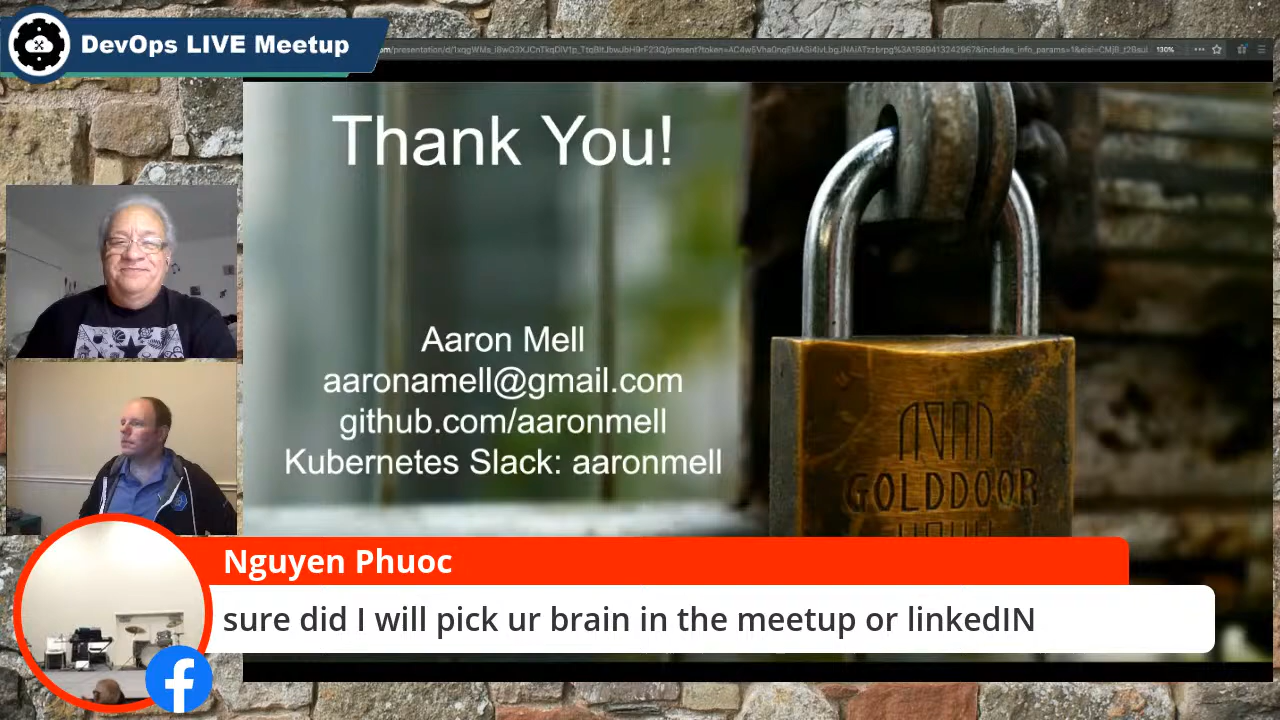 DevOps LIVE Meetup
130%
Thank You!
Aaron Mell
aaronamell@gmail.com
github.com/aaronmell
Kubernetes Slack: aaronmell
GOLDDOOR
Nguyen Phuoc
sure did I will pick ur brain in the meetup or linkedIN